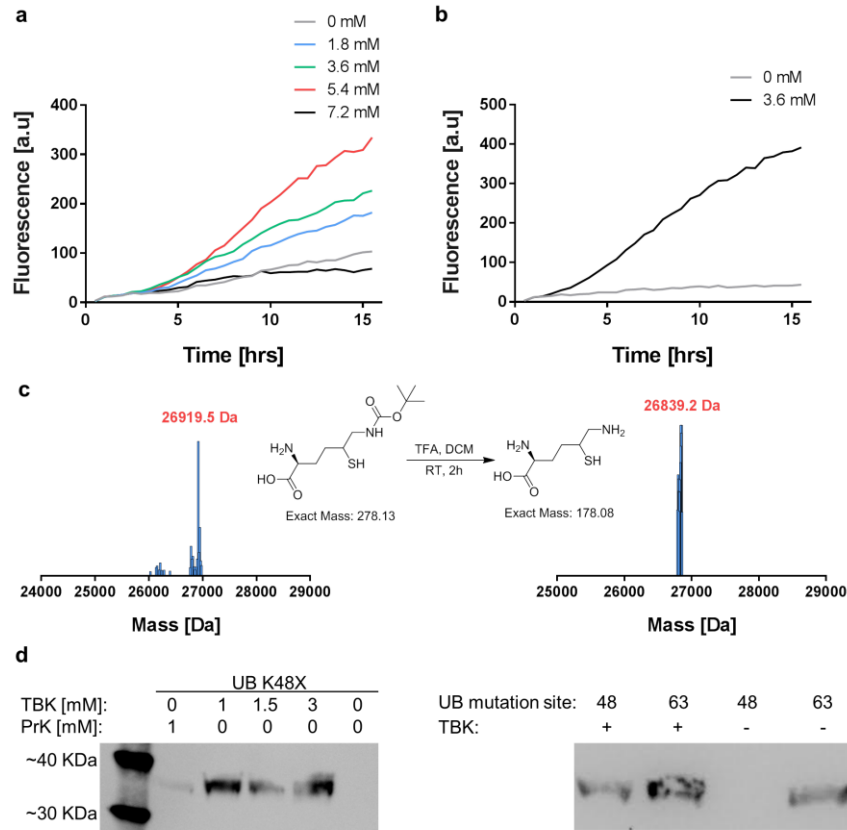 a
0 mM
1.8 mM
3.6 mM
5.4 mM
7.2 mM
Fluorescence [a.u]
400
300
200
100
0
0 5 10 15
Time [hrs]
b
0 mM
3.6 mM
Fluorescence [a.u]
500
400
300
200
100
0
0 5 10 15
Time [hrs]
c
26919.5 Da
24000 25000 26000 27000 28000 29000
Mass [Da]
H2N
HO
O
SH
NH
O
O
Exact Mass: 278.13
TFA, DCM
RT, 2h
H2N
HO
O
SH
NH2
Exact Mass: 178.08
26839.2 Da
25000 26000 27000 28000 29000
Mass [Da]
d
UB K48X
TBK [mM]: 0 1 1.5 3 0
PrK [mM]: 1 0 0 0 0
~40 KDa
~30 KDa
UB mutation site: 48 63 48 63
TBK: + + - -